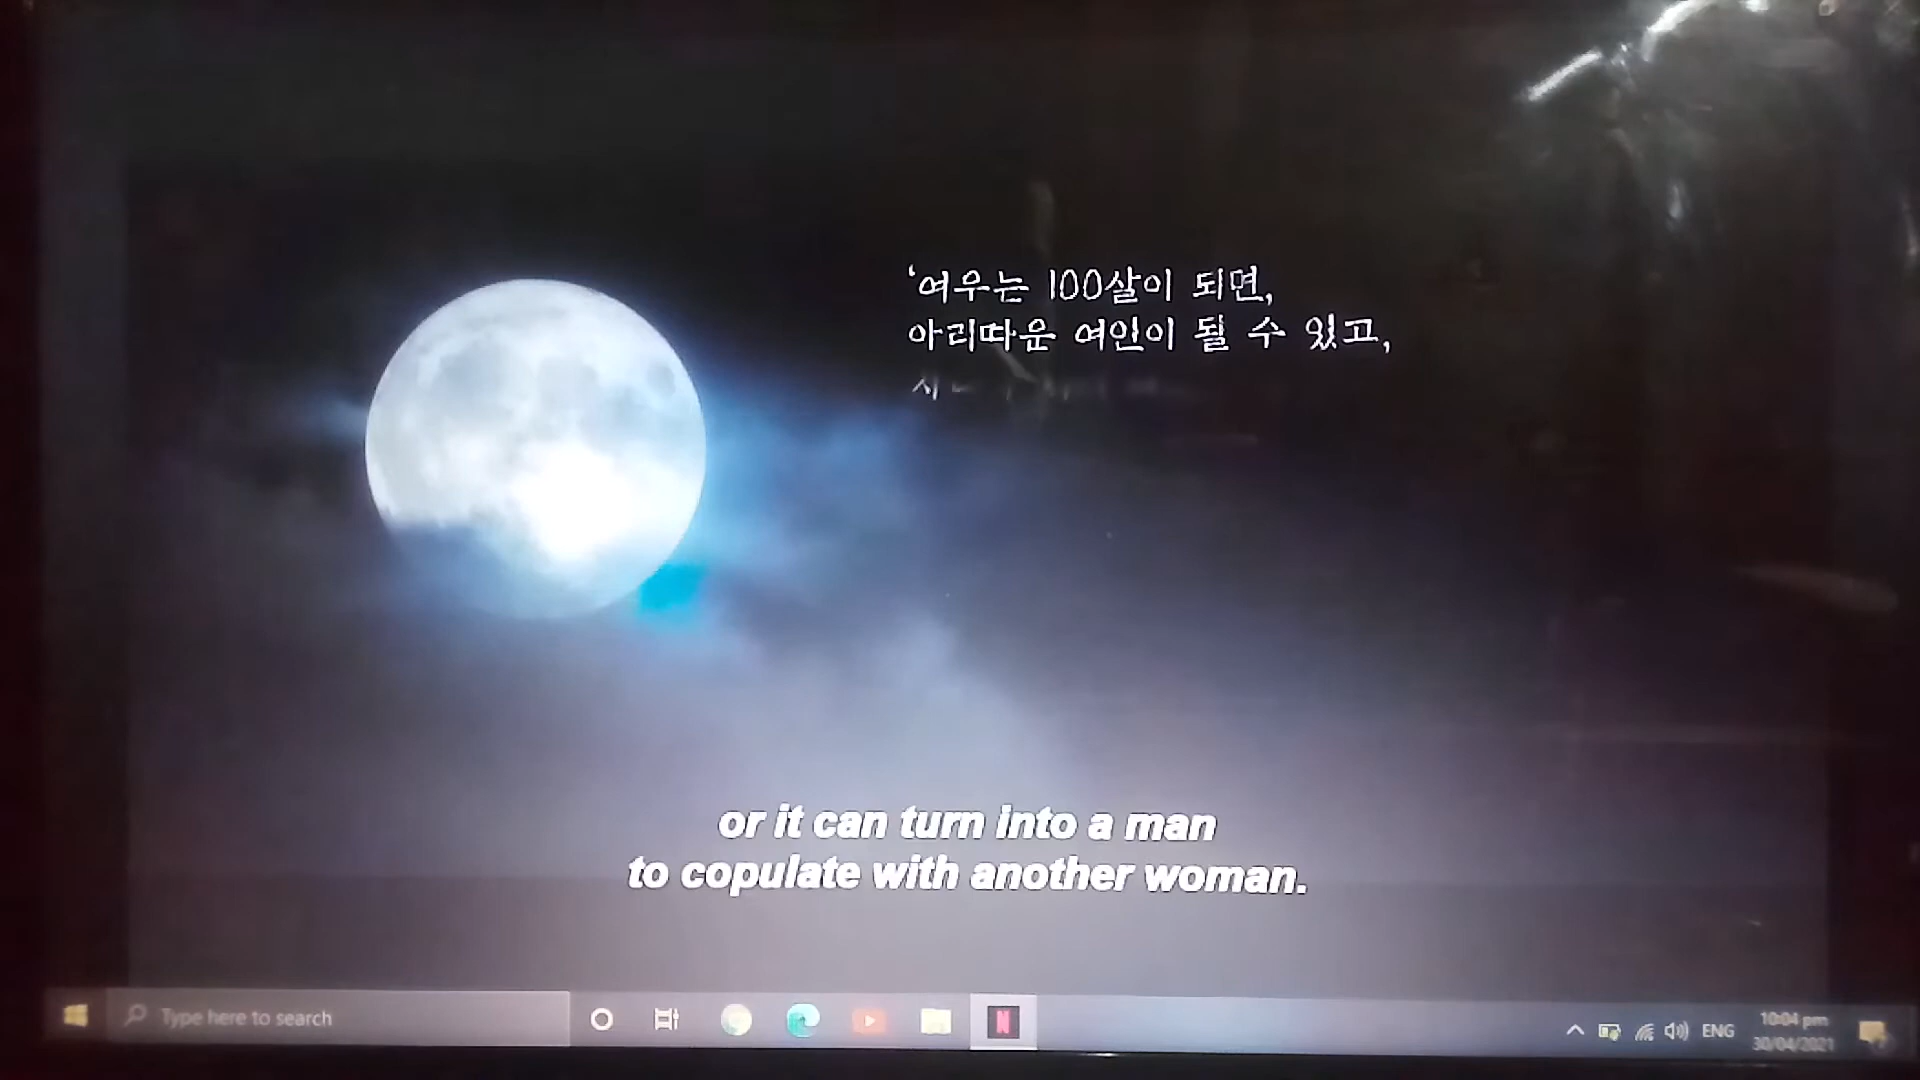 ‘여우는 100살이 되면,
아리따운 여인이 될 수 있고,
or it can turn into a man
to copulate with another woman.
Type here to search
N
ENG
10:04 pm
30/04/2021